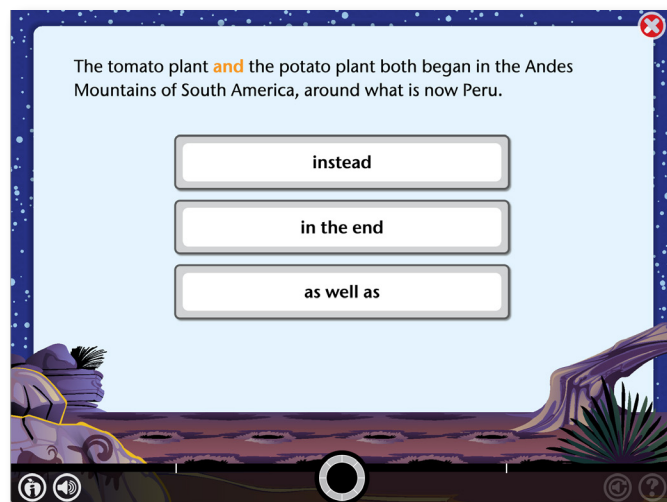 The tomato plant and the potato plant both began in the Andes
Mountains of South America, around what is now Peru.
instead
in the end
as well as